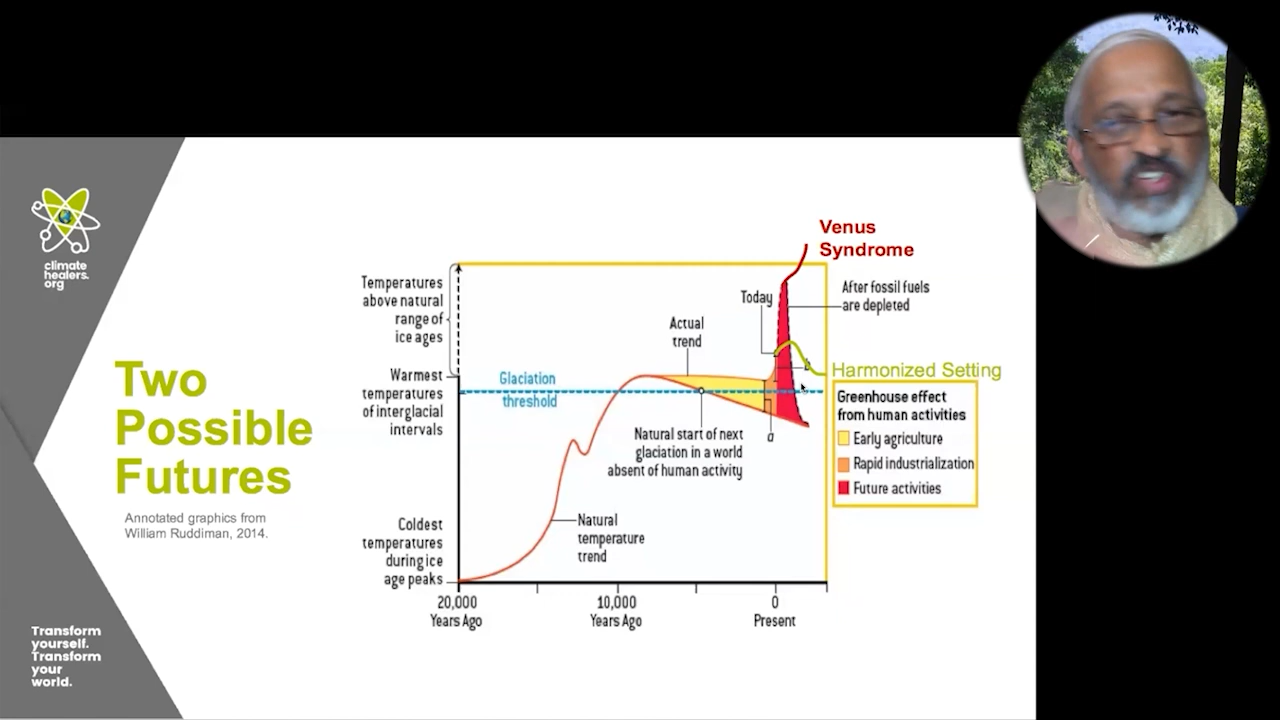 climate
healers.
org
Two
Possible
Futures
Annotated graphics from
William Ruddiman, 2014.
Transform
yourself.
Transform
your
world.
Venus
Syndrome
Temperatures
above natural
range of
ice ages
Warmest
temperatures
of interglacial
intervals
Coldest
temperatures
during ice
age peaks
Glaciation
threshold
Actual
trend
Today
After fossil fuels
are depleted
b
Harmonized Setting
Natural start of next
glaciation in a world
absent of human activity
a
Natural
temperature
trend
Greenhouse effect
from human activities
Early agriculture
Rapid industrialization
Future activities
20,000
Years Ago
10,000
Years Ago
0
Present